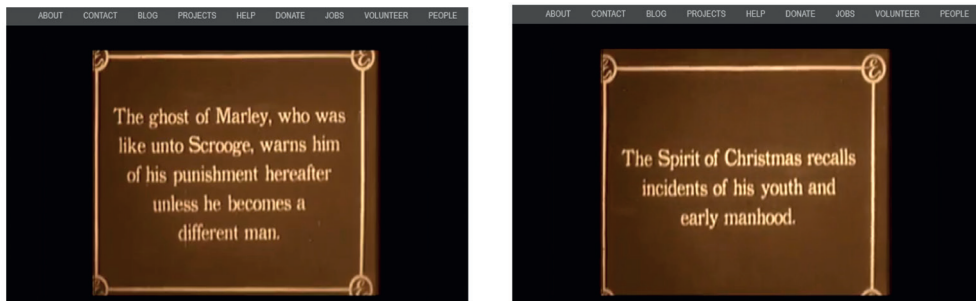 ABOUT CONTACT BLOG PROJECTS HELP DONATE JOBS VOLUNTEER PEOPLE
The ghost of Marley, who was
like unto Scrooge, warns him
of his punishment hereafter
unless he becomes a
different man.
ABOUT CONTACT BLOG PROJECTS HELP DONATE JOBS VOLUNTEER PEOPLE
The Spirit of Christmas recalls
incidents of his youth and
early manhood.